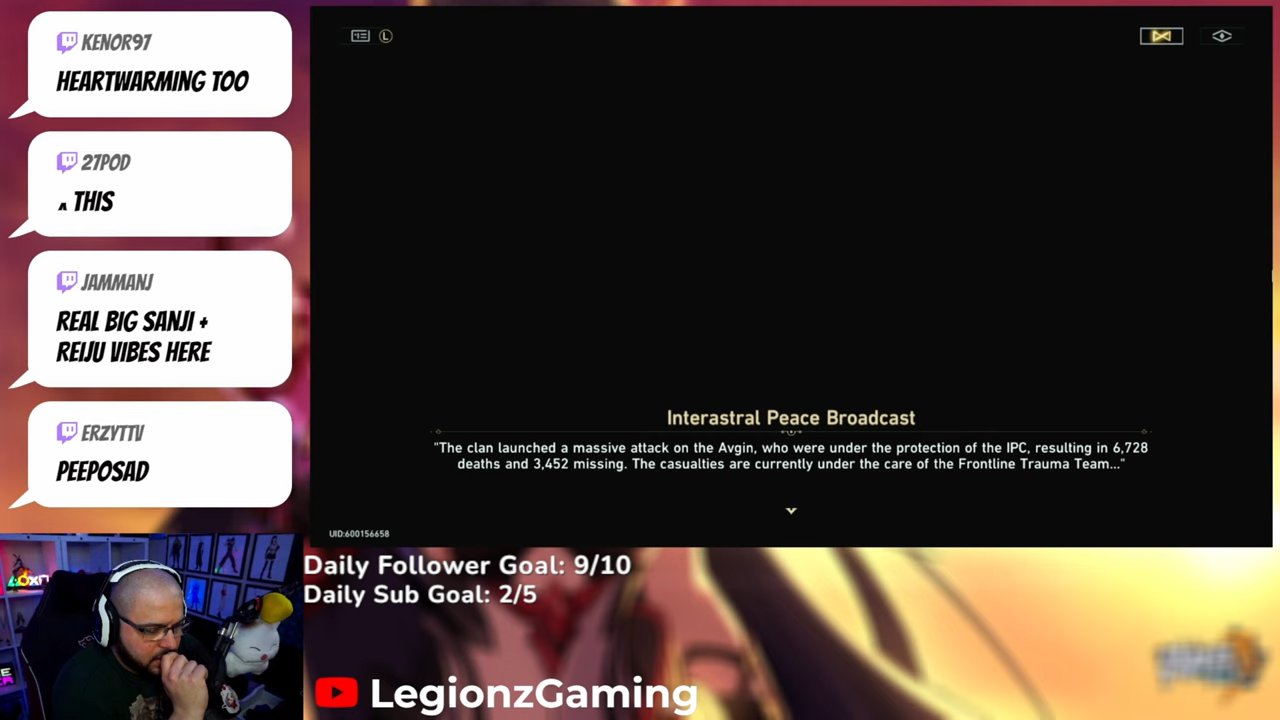 KENOR97
HEARTWARMING TOO
27POD
^ THIS
JAMMANJ
REAL BIG SANJI +
REIJU VIBES HERE
ERZYTTV
PEEPOSAD
L
Interastral Peace Broadcast
"The clan launched a massive attack on the Avgin, who were under the protection of the IPC, resulting in 6,728
deaths and 3,452 missing. The casualties are currently under the care of the Frontline Trauma Team..."
UID:600156658
Daily Follower Goal: 9/10
Daily Sub Goal: 2/5
LegionzGaming